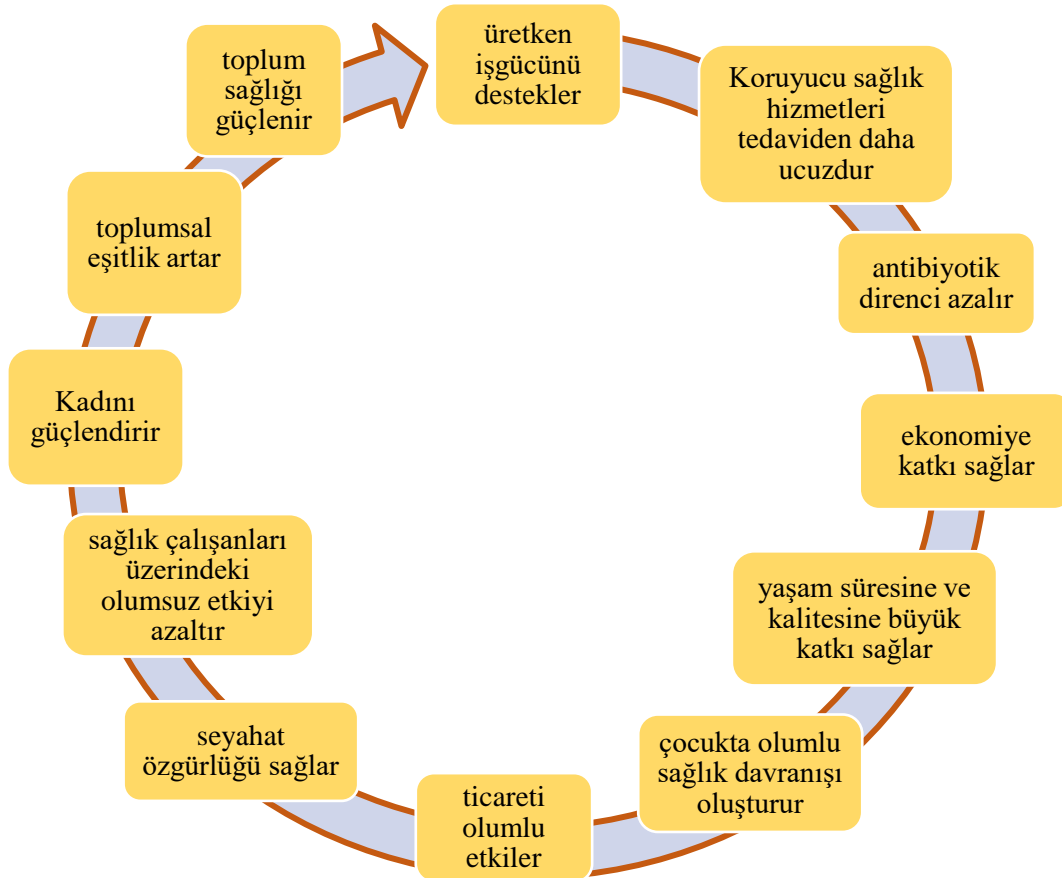 üretken
işgücünü
destekler
Koruyucu sağlık
hizmetleri
tedaviden daha
ucuzdur
antibiyotik
direnci azalır
ekonomiye
katkı sağlar
yaşam süresine ve
kalitesine büyük
katkı sağlar
çocukta olumlu
sağlık davranışı
oluşturur
ticareti
olumlu
etkiler
seyahat
özgürlüğü sağlar
sağlık çalışanları
üzerindeki
olumsuz etkiyi
azaltır
Kadını
güçlendirir
toplumsal
eşitlik artar
toplum
sağlığı
güçlenir